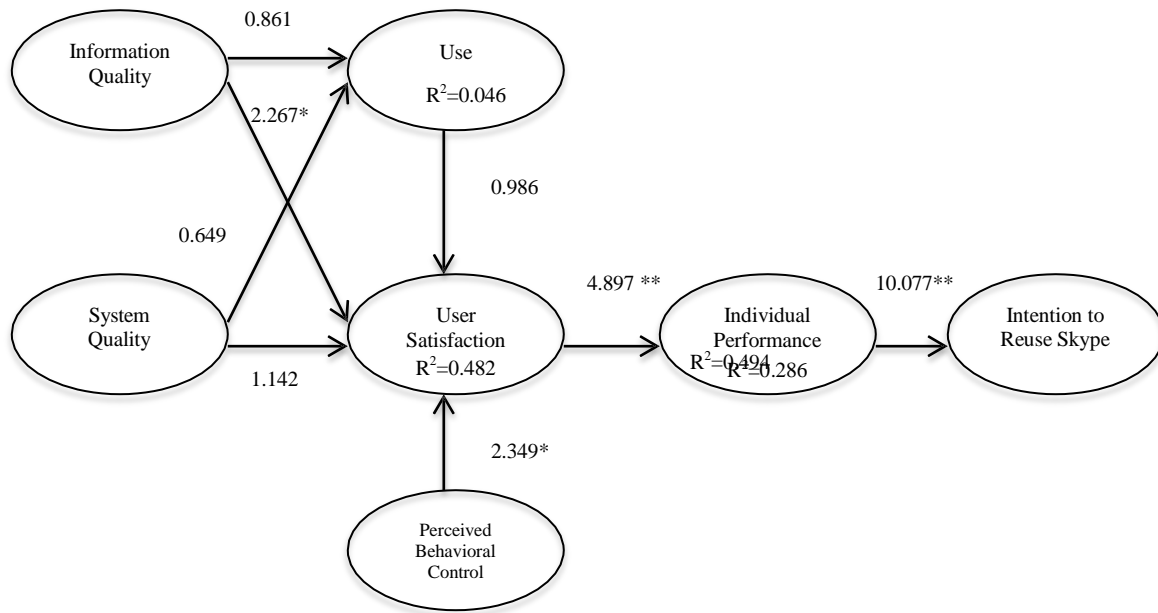 0.861
Information
Quality
Use
R²=0.046
2.267*
0.986
0.649
System
Quality
1.142
User
Satisfaction
R²=0.482
4.897 **
Individual
Performance
R²=0.494
R²=0.286
10.077**
Intention to
Reuse Skype
2.349*
Perceived
Behavioral
Control